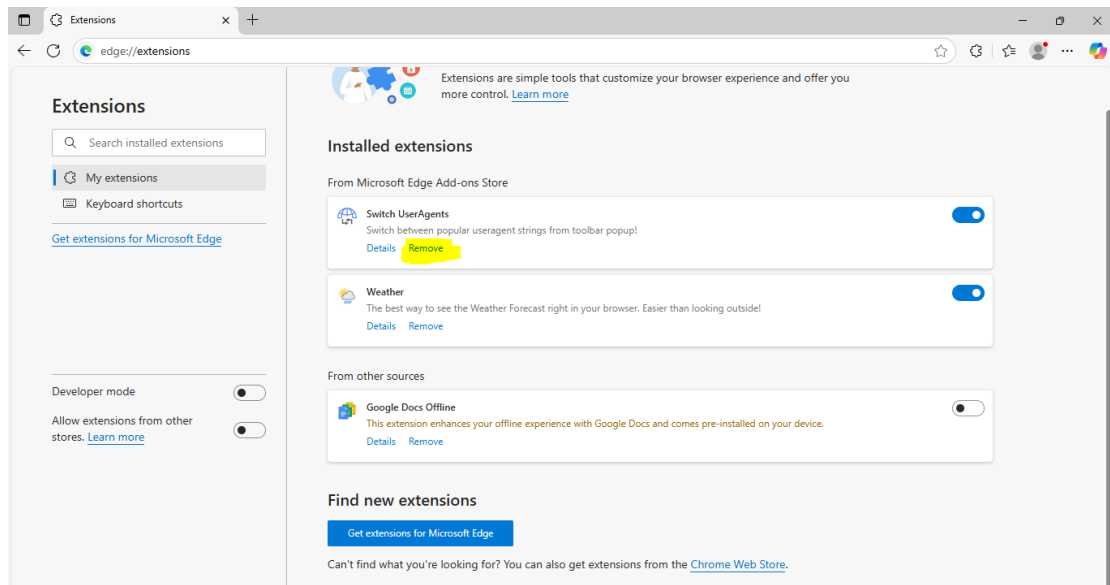 Extensions
edge://extensions
Extensions are simple tools that customize your browser experience and offer you
more control. Learn more
Extensions
Search installed extensions
My extensions
Keyboard shortcuts
Get extensions for Microsoft Edge
Developer mode
Allow extensions from other
stores. Learn more
Installed extensions
From Microsoft Edge Add-ons Store
Switch UserAgents
Switch between popular useragent strings from toolbar popup!
Details Remove
Weather
The best way to see the Weather Forecast right in your browser. Easier than looking outside!
Details Remove
From other sources
Google Docs Offline
This extension enhances your offline experience with Google Docs and comes pre-installed on your device.
Details Remove
Find new extensions
Get extensions for Microsoft Edge
Can't find what you're looking for? You can also get extensions from the Chrome Web Store.